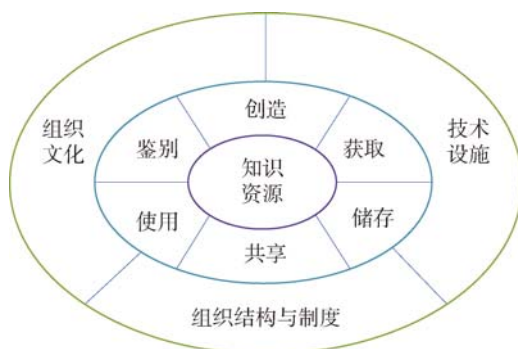 创造
组织
文化
技术
设施
鉴别
获取
知识
资源
使用
储存
共享
组织结构与制度